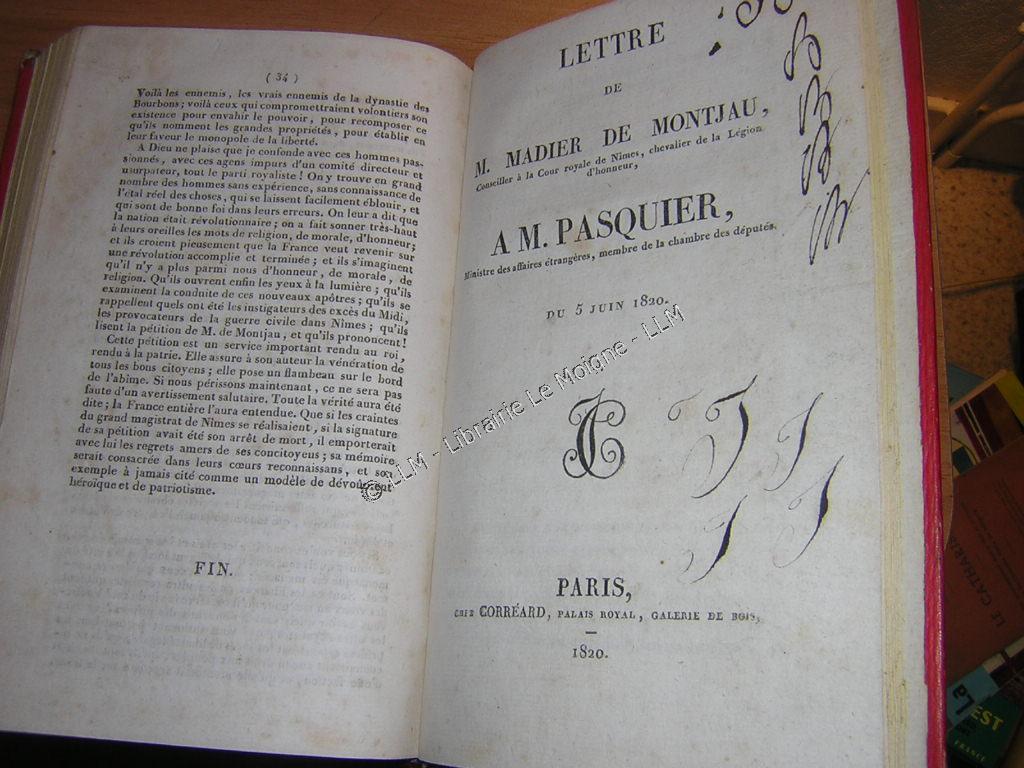 ( 34 )
Voilà les ennemis, les vrais ennemis de la dynastie des
Bourbons; voilà ceux qui compromettraient volontiers son
existence pour envahir le pouvoir, pour recomposer ce
qu'ils nomment les grandes propriétés, pour établir en
leur faveur le monopole de la liberté.
A Dieu ne plaise que je confonde avec ces hommes pas-
sionnés, avec ces agens impurs d'un comité directeur et
usurpateur, tout le parti royaliste! On y trouve en grand
nombre des hommes sans expérience, sans connaissance de
l'état réel des choses, qui se laissent facilement éblouir, et
qui sont de bonne foi dans leurs erreurs. On leur a dit que
la nation était révolutionnaire; on a fait sonner très-haut
à leurs oreilles les mots de religion, de morale, d'honneur;
et ils croient pieusement que la France veut revenir sur
une révolution accomplie et terminée; et ils s'imaginent
qu'il n'y a plus parmi nous d'honneur, de morale, de
religion. Qu'ils ouvrent enfin les yeux à la lumière; qu'ils
examinent la conduite de ces nouveaux apôtres; qu'ils se
rappellent quels ont été les instigateurs des excès du Midi,
les provocateurs de la guerre civile dans Nîmes; qu'ils
lisent la pétition de M. de Montjau, et qu'ils prononcent!
Cette pétition est un service important rendu au roi,
rendu à la patrie. Elle assure à son auteur la vénération de
tous les bons citoyens; elle pose un flambeau sur le bord
de l'abîme. Si nous périssons maintenant, ce ne sera pas
faute d'un avertissement salutaire. Toute la vérité aura été
dite; la France entière l'aura entendue. Que si les craintes
du grand magistrat de Nîmes se réalisaient, si la signature
de sa pétition avait été son arrêt de mort, il emporterait
avec lui les regrets amers de ses concitoyens; sa mémoire
serait consacrée dans leurs cœurs reconnaissans, et son
exemple à jamais cité comme un modèle de dévoûment
héroïque et de patriotisme.
FIN.
LETTRE
DE
M. MADIER DE MONTJAU,
Conseiller à la Cour royale de Nîmes, chevalier de la Légion
d'honneur,
A M. PASQUIER,
Ministre des affaires étrangères, membre de la chambre des députés.
DU 5 JUIN 1820.
PARIS,
CHEZ CORRÉARD, PALAIS ROYAL, GALERIE DE BOIS,
1820.
© LLM - Librairie Le Moigne - LLM
LE CATHARIS
EST
FRANCE
La